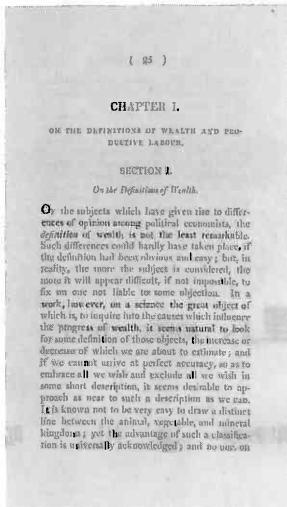 ( 25 )
CHAPTER I.
ON THE DEFINITIONS OF WEALTH AND PRO-
DUCTIVE LABOUR.
SECTION I.
On the Definitions of Wealth.
OF the subjects which have given rise to differ-
ences of opinion among political economists, the
definition of wealth is not the least remarkable.
Such differences could hardly have taken place, if
the definition had been obvious and easy; but, in
reality, the more the subject is considered, the
more it will appear difficult, if not impossible, to
fix on one not liable to some objection. In a
work, however, on a science the great object of
which is, to inquire into the causes which influence
the progress of wealth, it seems natural to look
for some definition of those objects, the increase or
decrease of which we are about to estimate; and
if we cannot arrive at perfect accuracy, so as to
embrace all we wish and exclude all we wish in
some short description, it seems desirable to ap-
proach as near to such a description as we can.
It is known not to be very easy to draw a distinct
line between the animal, vegetable, and mineral
kingdoms; yet the advantage of such a classifica-
tion is universally acknowledged; and no one, on